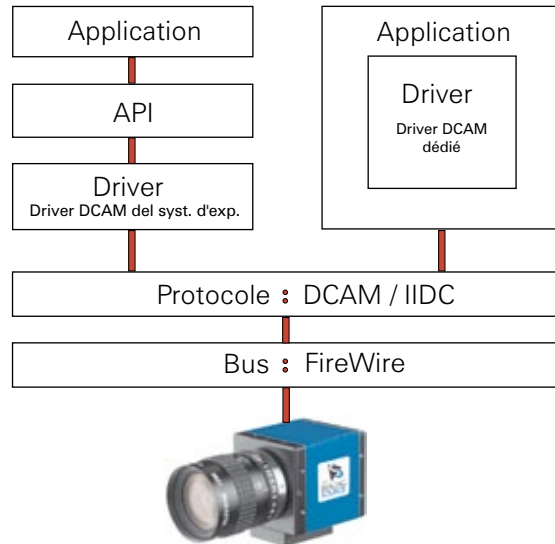 Application
API
Driver
Driver DCAM del syst. d'exp.
Application
Driver
Driver DCAM
dédié
Protocole : DCAM / IIDC
Bus : FireWire